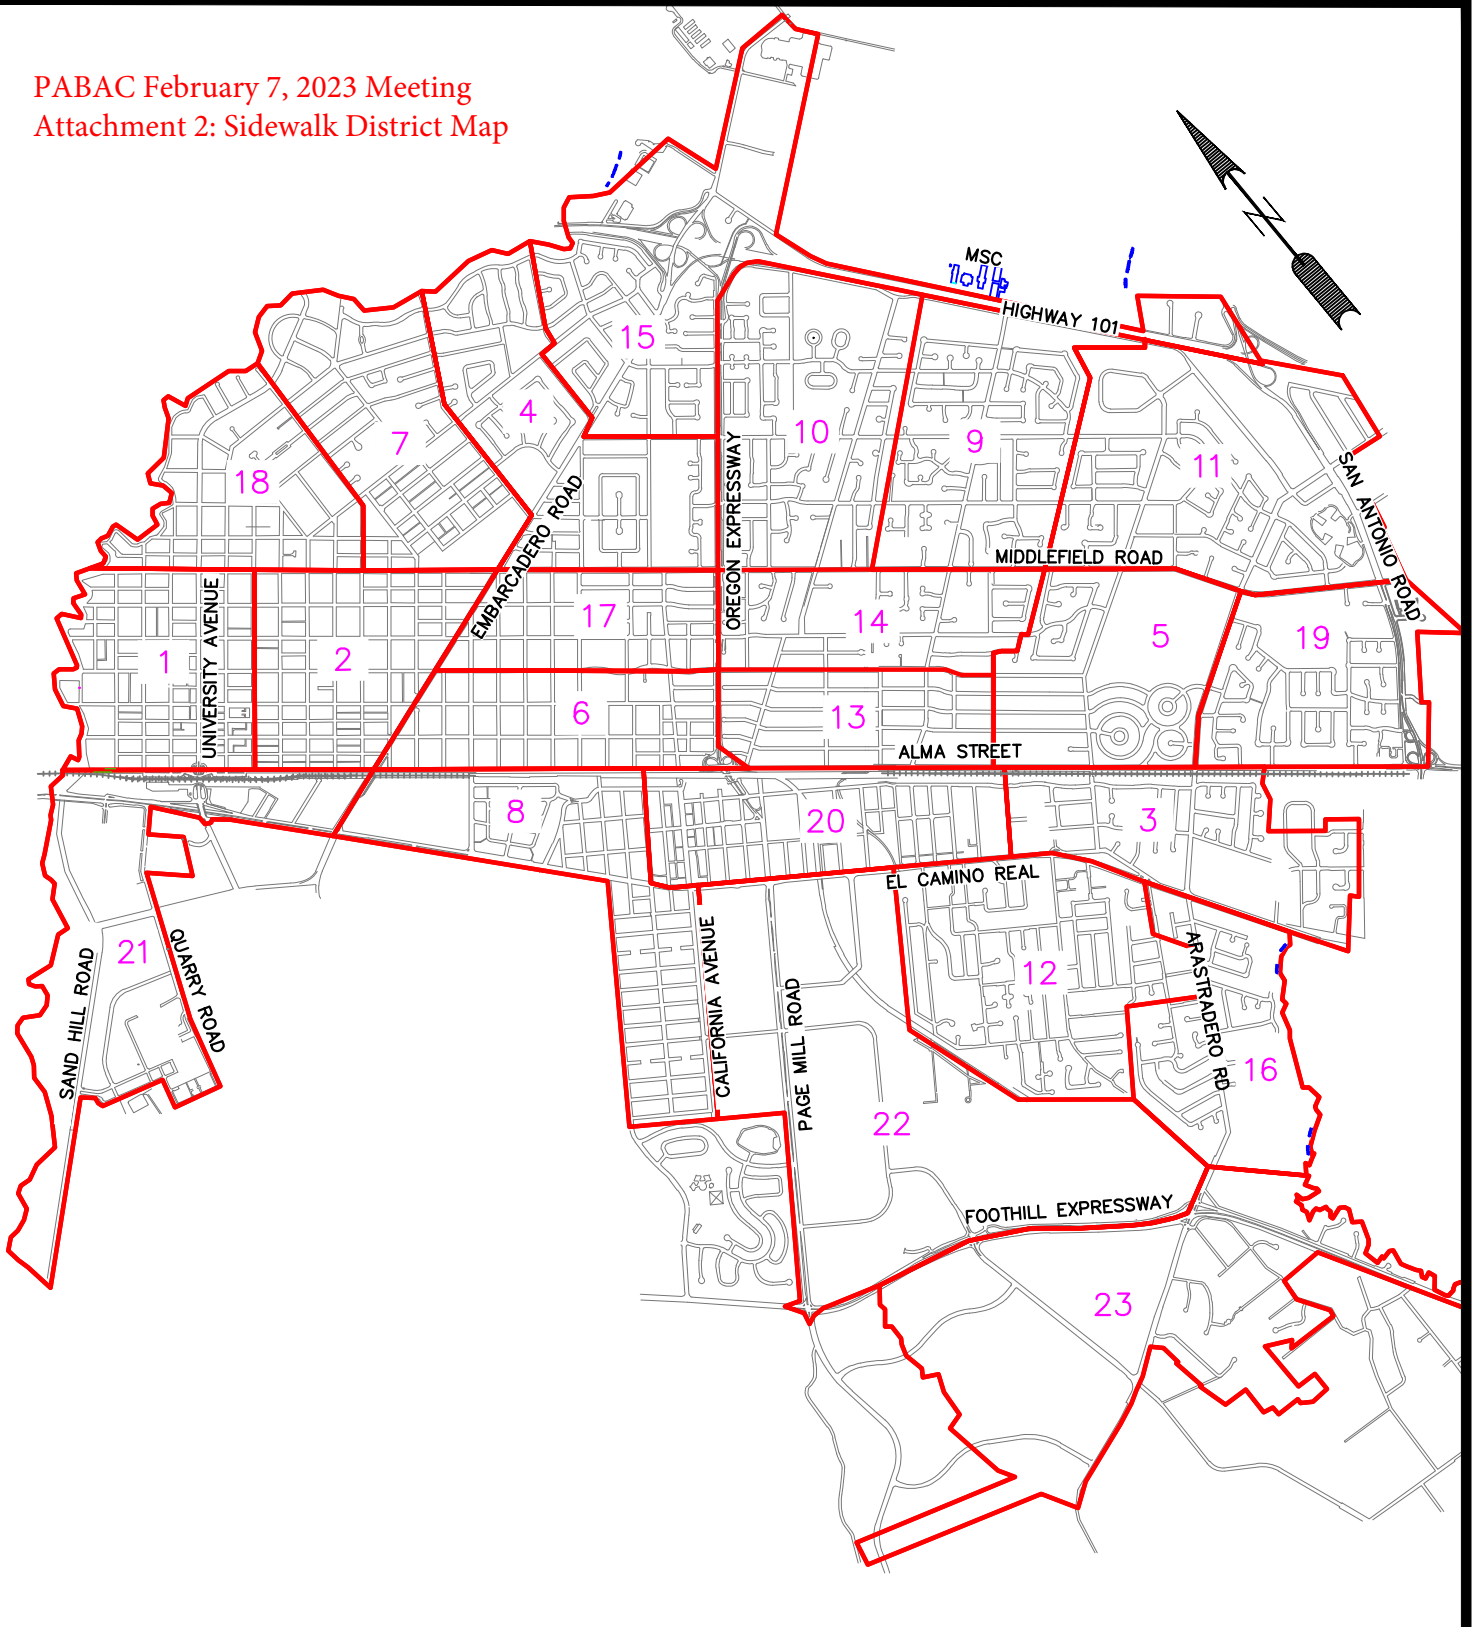 PABAC February 7, 2023 Meeting
Attachment 2: Sidewalk District Map
N
MSC
HIGHWAY 101
15
4
10
9
7
11
18
SAN ANTONIO ROAD
EMBARCADERO ROAD
OREGON EXPRESSWAY
MIDDLEFIELD ROAD
UNIVERSITY AVENUE
17
14
5
19
1
2
6
13
ALMA STREET
8
20
3
EL CAMINO REAL
21
SAND HILL ROAD
QUARRY ROAD
CALIFORNIA AVENUE
PAGE MILL ROAD
12
ARASTRADERO RD
16
22
FOOTHILL EXPRESSWAY
23